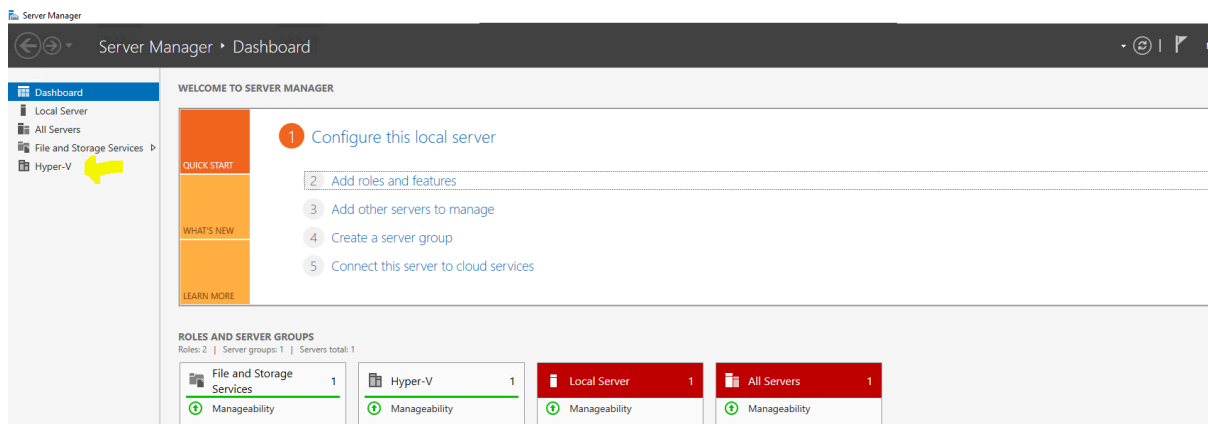 Server Manager
Server Manager • Dashboard
Dashboard
Local Server
All Servers
File and Storage Services
Hyper-V
WELCOME TO SERVER MANAGER
QUICK START
WHAT'S NEW
LEARN MORE
1 Configure this local server
2 Add roles and features
3 Add other servers to manage
4 Create a server group
5 Connect this server to cloud services
ROLES AND SERVER GROUPS
Roles: 2 | Server groups: 1 | Servers total: 1
File and Storage
Services 1
Manageability
Hyper-V 1
Manageability
Local Server 1
Manageability
All Servers 1
Manageability